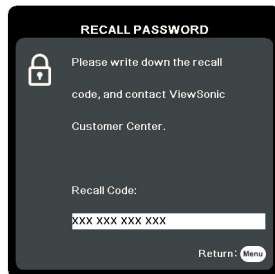 RECALL PASSWORD
Please write down the recall
code, and contact ViewSonic
Customer Center.
Recall Code:
XXX XXX XXX XXX
Return: Menu